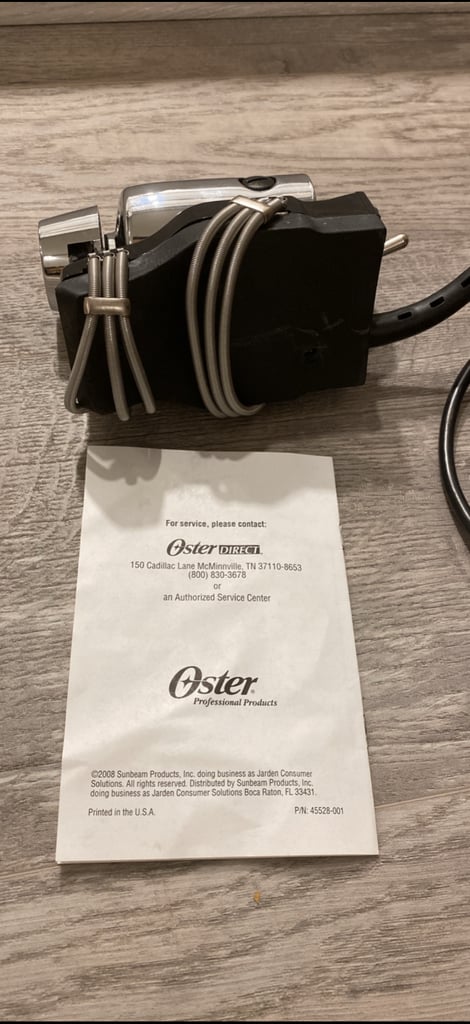 For service, please contact:
Oster DIRECT
150 Cadillac Lane McMinnville, TN 37110-8653
(800) 830-3678
or
an Authorized Service Center
Oster®
Professional Products
©2008 Sunbeam Products, Inc. doing business as Jarden Consumer
Solutions. All rights reserved. Distributed by Sunbeam Products, Inc.
doing business as Jarden Consumer Solutions Boca Raton, FL 33431.
Printed in the U.S.A. P/N: 45528-001